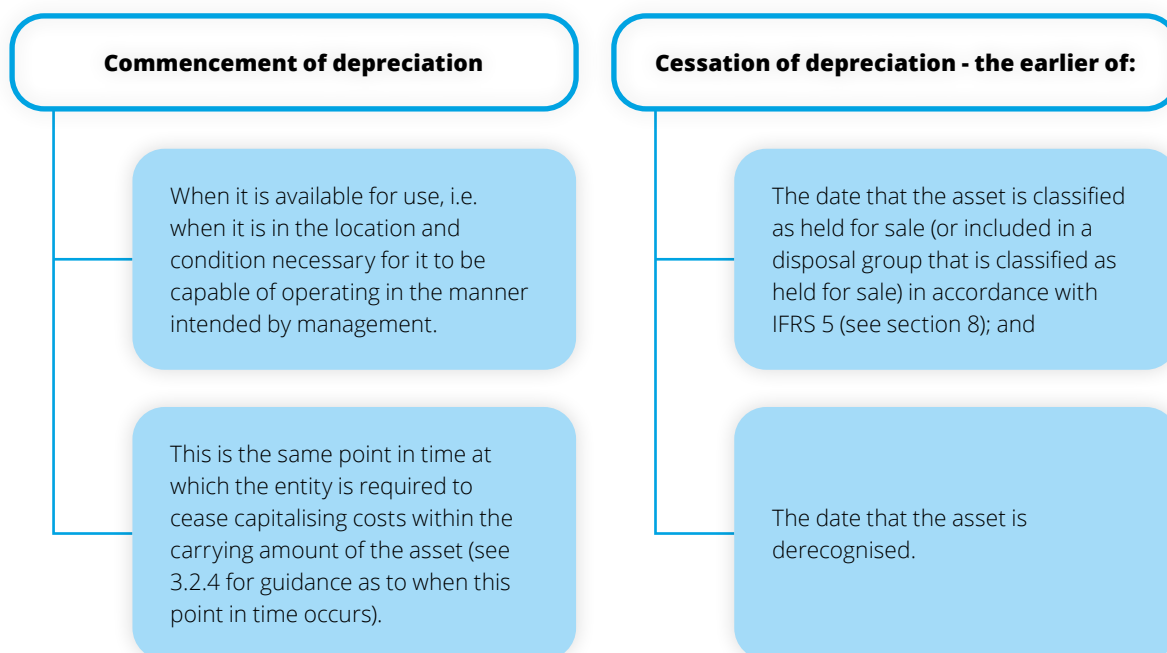 Commencement of depreciation
When it is available for use, i.e.
when it is in the location and
condition necessary for it to be
capable of operating in the manner
intended by management.
This is the same point in time at
which the entity is required to
cease capitalising costs within the
carrying amount of the asset (see
3.2.4 for guidance as to when this
point in time occurs).
Cessation of depreciation - the earlier of:
The date that the asset is classified
as held for sale (or included in a
disposal group that is classified as
held for sale) in accordance with
IFRS 5 (see section 8); and
The date that the asset is
derecognised.